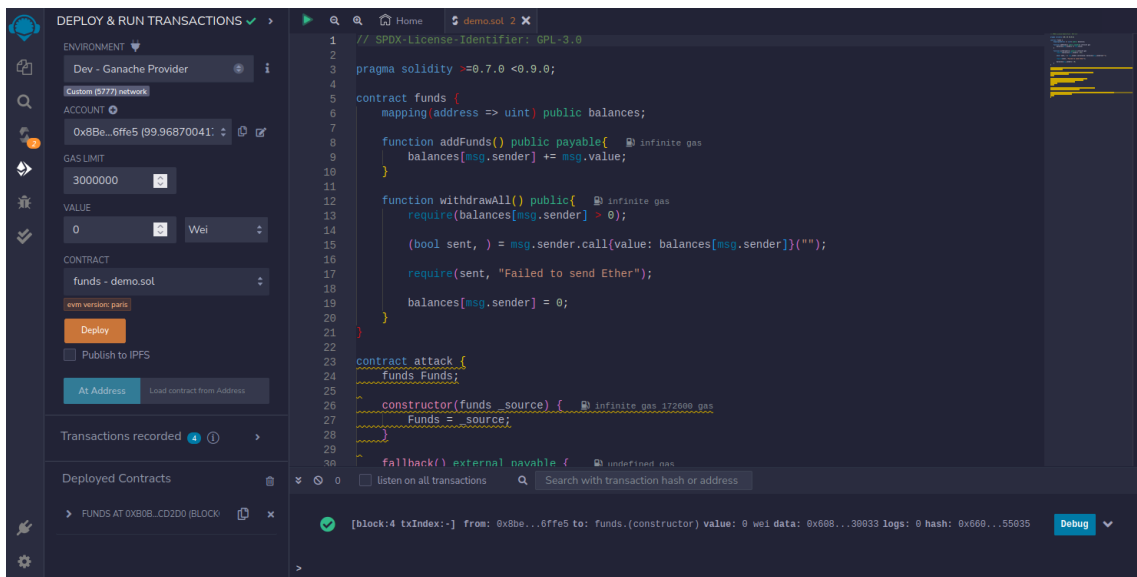 DEPLOY & RUN TRANSACTIONS
ENVIRONMENT
Dev - Ganache Provider
i
Custom (5777) network
ACCOUNT
0x8Be...6ffe5 (99.96870041
GAS LIMIT
3000000
VALUE
0
Wei
CONTRACT
funds - demo.sol
evm version: paris
Deploy
Publish to IPFS
At Address
Load contract from Address
Transactions recorded 4 i
Deployed Contracts
FUNDS AT 0XB0B...CD2D0 (BLOCK
2
Home
demo.sol 2
1 // SPDX-License-Identifier: GPL-3.0
2
3 pragma solidity >=0.7.0 <0.9.0;
4
5 contract funds {
6 mapping(address => uint) public balances;
7
8 function addFunds() public payable{ infinite gas
9 balances[msg.sender] += msg.value;
10 }
11
12 function withdrawAll() public{ infinite gas
13 require(balances[msg.sender] > 0);
14
15 (bool sent, ) = msg.sender.call{value: balances[msg.sender]}("");
16
17 require(sent, "Failed to send Ether");
18
19 balances[msg.sender] = 0;
20 }
21 }
22
23 contract attack {
24 funds Funds;
25
26 constructor(funds _source) { infinite gas 172600 gas
27 Funds = _source;
28 }
29
30 fallback() external payable { undefined gas
0
listen on all transactions
Search with transaction hash or address
[block:4 txIndex:-] from: 0x8be...6ffe5 to: funds.(constructor) value: 0 wei data: 0x608...30033 logs: 0 hash: 0x660...55035
Debug
>